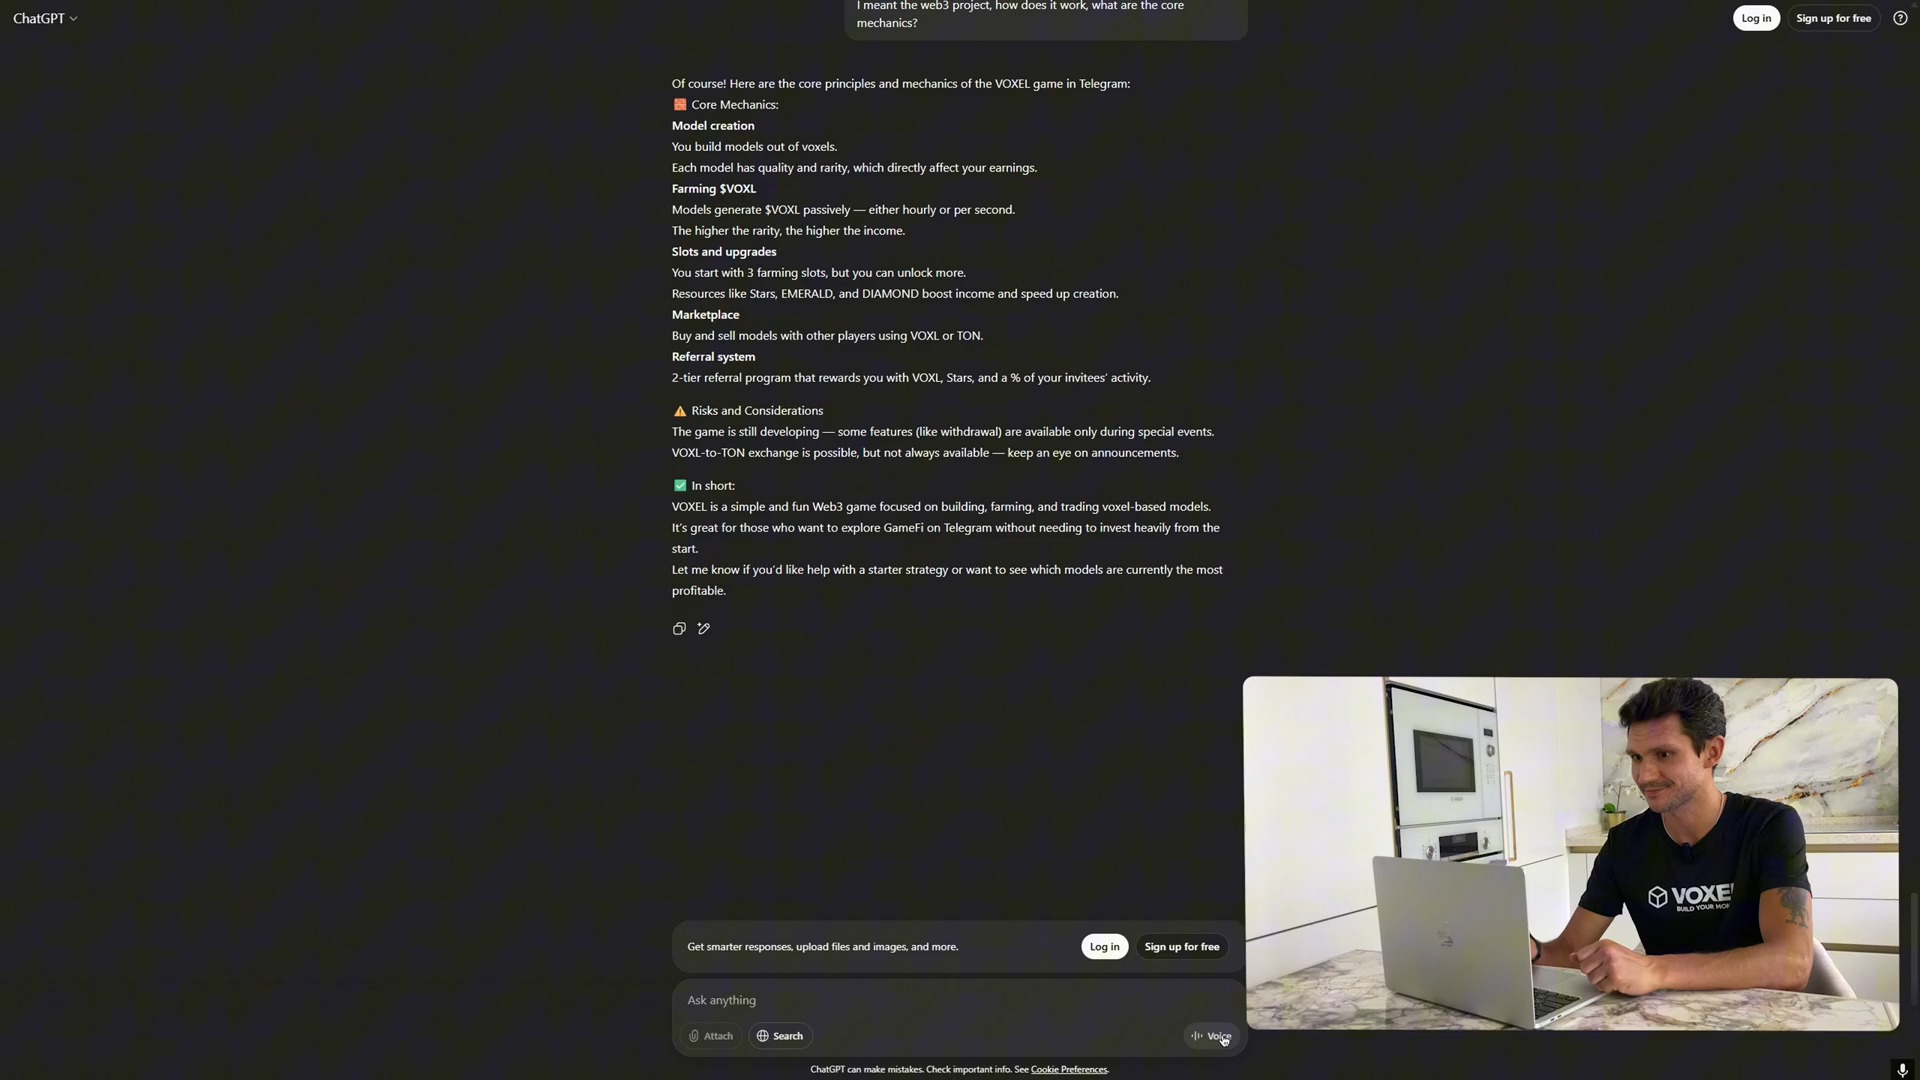 ChatGPT
I meant the web3 project, how does it work, what are the core
mechanics?
Log in
Sign up for free
Of course! Here are the core principles and mechanics of the VOXEL game in Telegram:
🧱 Core Mechanics:
Model creation
You build models out of voxels.
Each model has quality and rarity, which directly affect your earnings.
Farming $VOXL
Models generate $VOXL passively — either hourly or per second.
The higher the rarity, the higher the income.
Slots and upgrades
You start with 3 farming slots, but you can unlock more.
Resources like Stars, EMERALD, and DIAMOND boost income and speed up creation.
Marketplace
Buy and sell models with other players using VOXL or TON.
Referral system
2-tier referral program that rewards you with VOXL, Stars, and a % of your invitees' activity.
⚠️ Risks and Considerations
The game is still developing — some features (like withdrawal) are available only during special events.
VOXL-to-TON exchange is possible, but not always available — keep an eye on announcements.
✅ In short:
VOXEL is a simple and fun Web3 game focused on building, farming, and trading voxel-based models.
It's great for those who want to explore GameFi on Telegram without needing to invest heavily from the
start.
Let me know if you'd like help with a starter strategy or want to see which models are currently the most
profitable.
VOXE
BUILD YOUR MO
Get smarter responses, upload files and images, and more.
Log in
Sign up for free
Ask anything
Attach
Search
Voice
ChatGPT can make mistakes. Check important info. See Cookie Preferences.